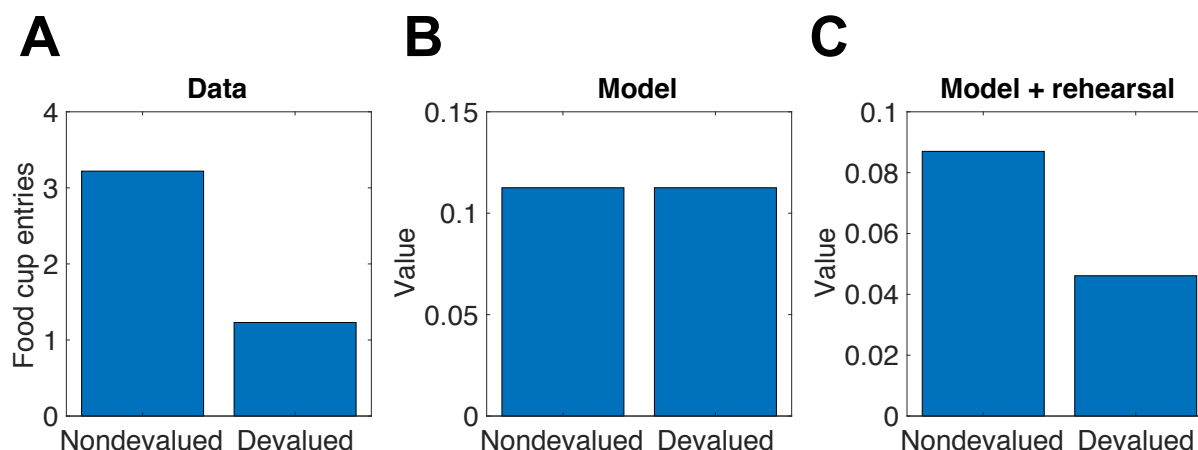 A
Data
4
3
2
1
0
Food cup entries
Nondevalued Devalued
B
Model
0.15
0.1
0.05
0
Value
Nondevalued Devalued
C
Model + rehearsal
0.1
0.08
0.06
0.04
0.02
0
Value
Nondevalued Devalued